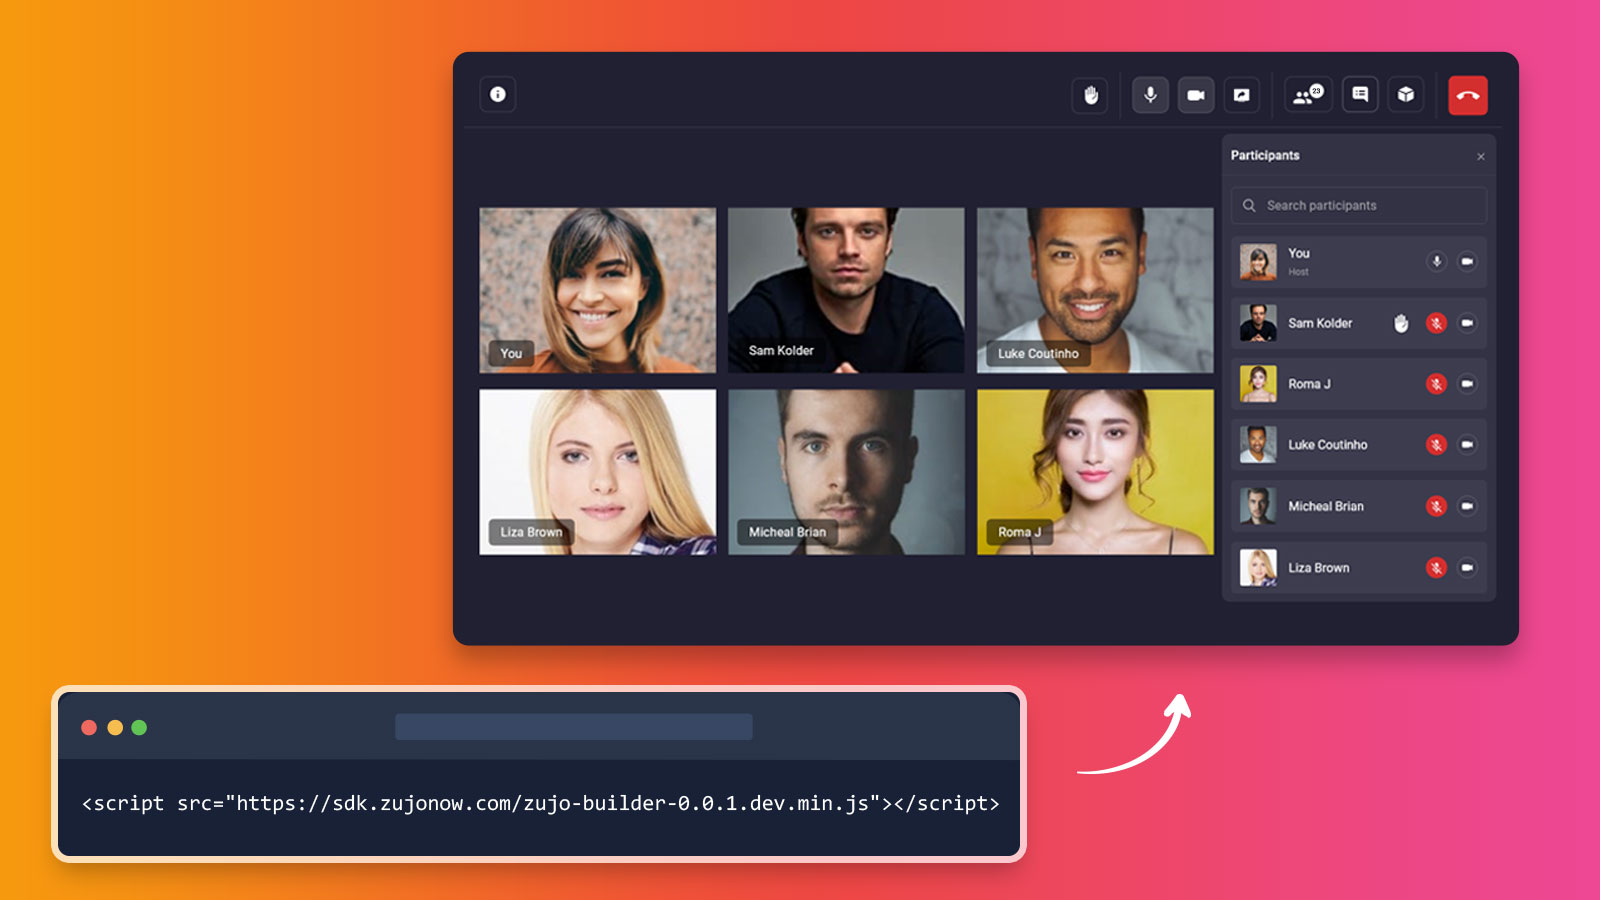 23
Participants
Search participants
You
Host
Sam Kolder
Roma J
Luke Coutinho
Micheal Brian
Liza Brown
You
Sam Kolder
Luke Coutinho
Liza Brown
Micheal Brian
Roma J
<script src="https://sdk.zujonow.com/zujo-builder-0.0.1.dev.min.js"></script>